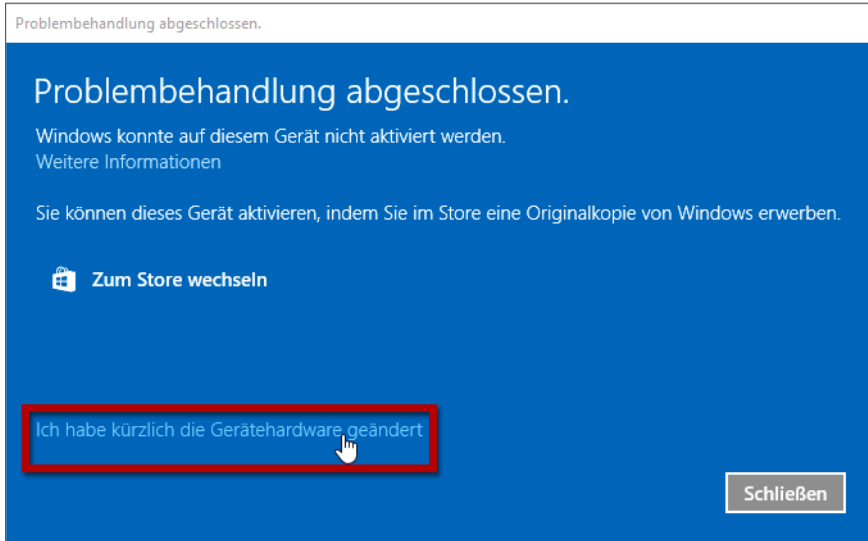 Problembehandlung abgeschlossen.
Problembehandlung abgeschlossen.
Windows konnte auf diesem Gerät nicht aktiviert werden.
Weitere Informationen
Sie können dieses Gerät aktivieren, indem Sie im Store eine Originalkopie von Windows erwerben.
Zum Store wechseln
Ich habe kürzlich die Gerätehardware geändert
Schließen